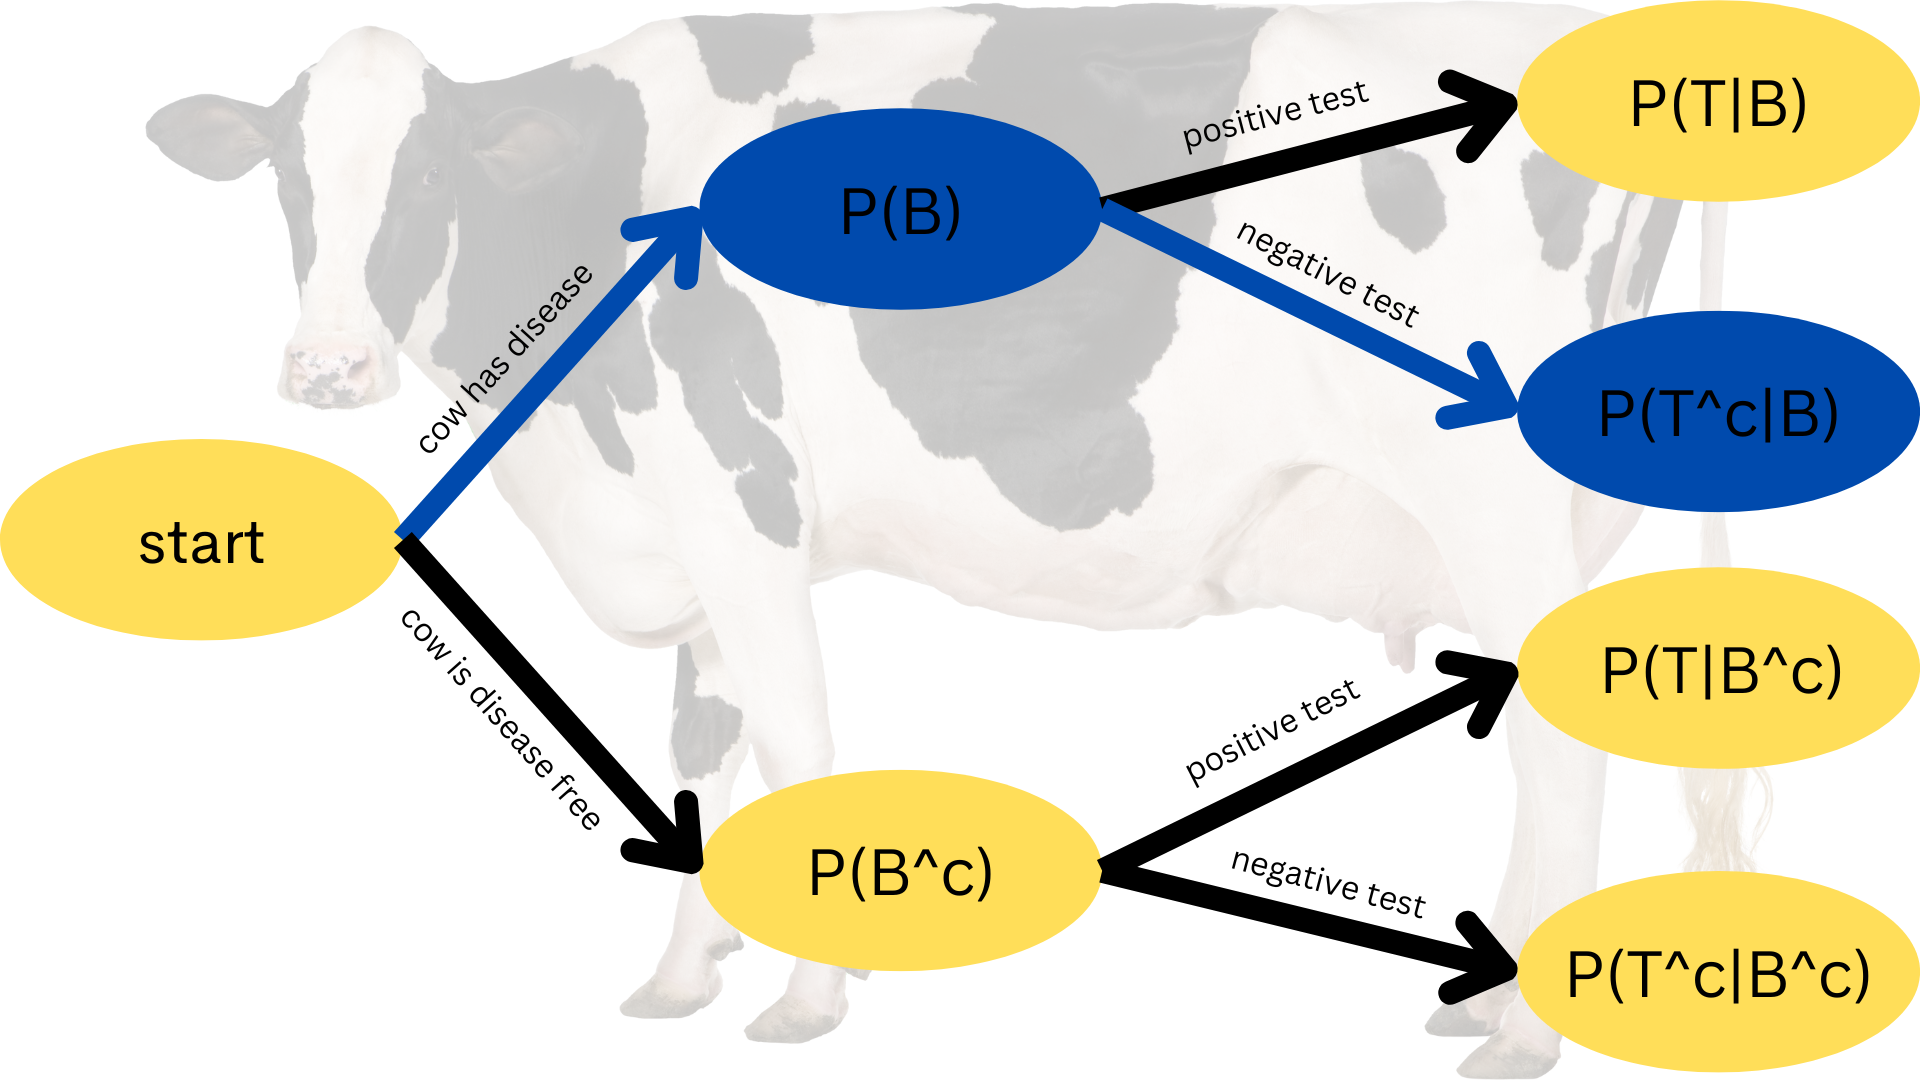 start
cow has disease
P(B)
positive test
P(T|B)
negative test
P(T^c|B)
cow is disease free
P(B^c)
positive test
P(T|B^c)
negative test
P(T^c|B^c)